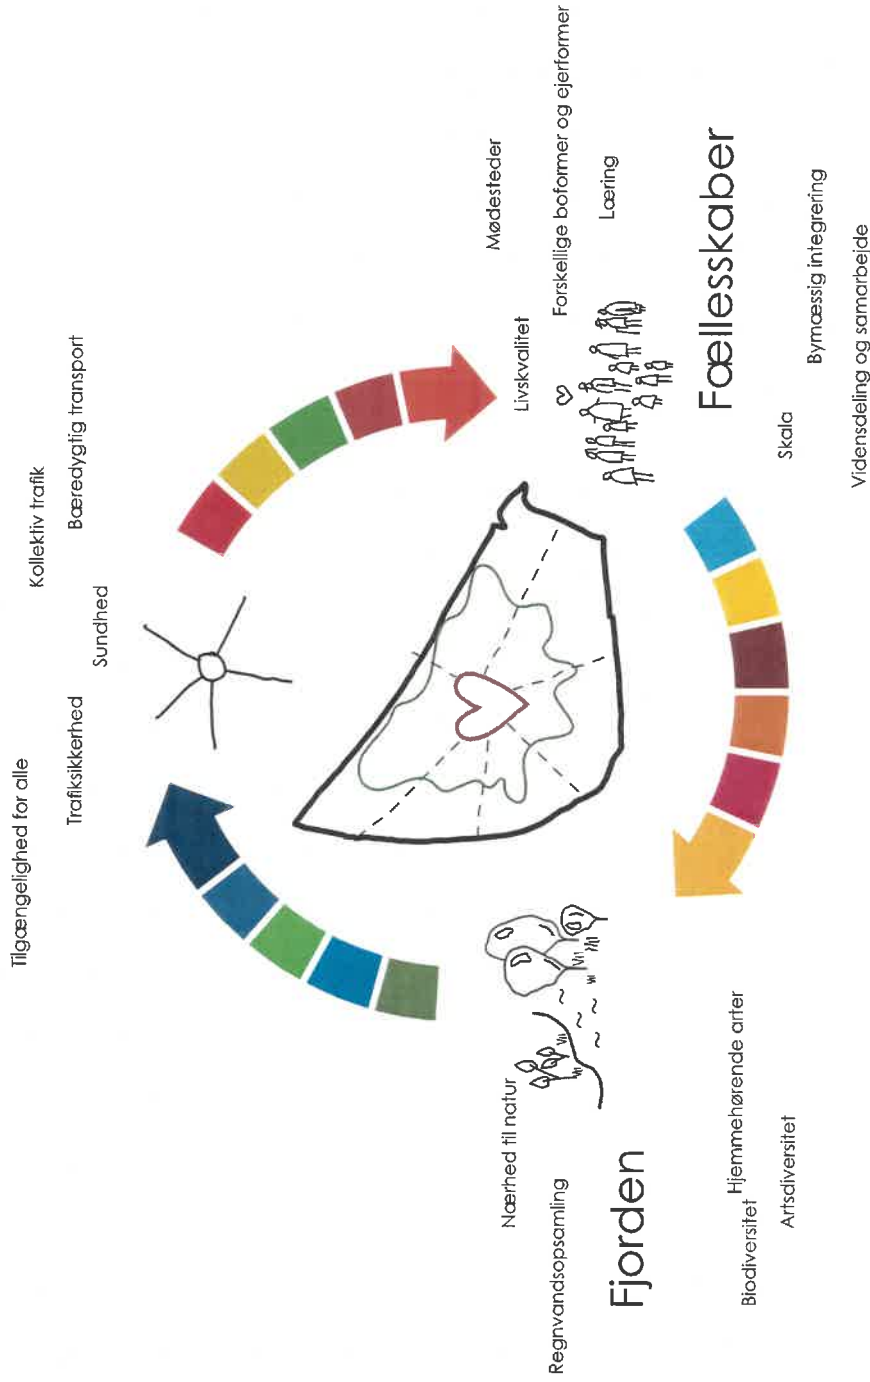 Tilgængelighed for alle
Kollektiv trafik
Trafiksikkerhed
Sundhed
Bæredygtig transport
Nærhed til natur
Regnvandsopsamling
Fjorden
Biodiversitet
Hjemmehørende arter
Artsdiversitet
Livskvalitet
Mødesteder
Forskellige boformer og ejerformer
Læring
Fællesskaber
Skala
Bymæssig integrering
Vidensdeling og samarbejde